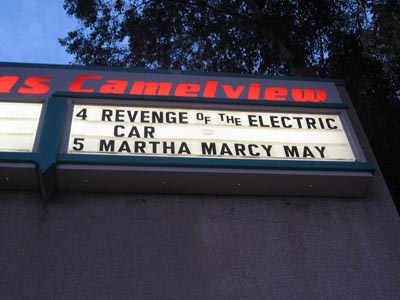 Camelview
4 REVENGE OF THE ELECTRIC
CAR
5 MARTHA MARCY MAY